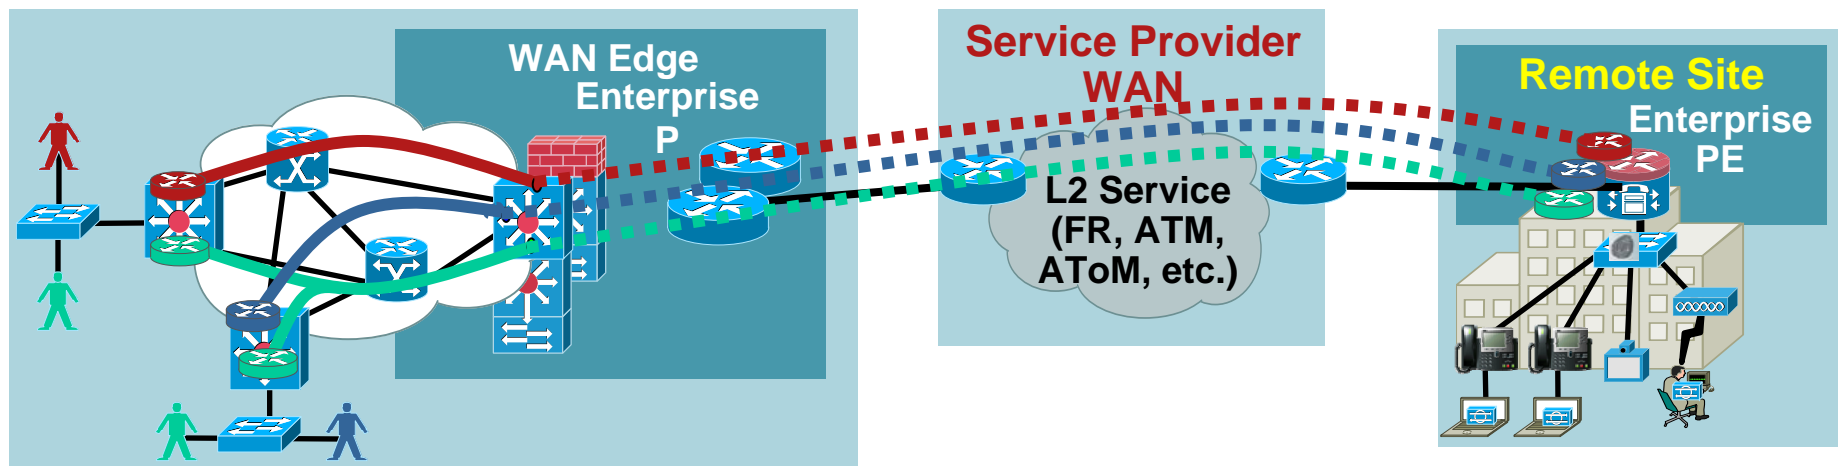 WAN Edge
Enterprise
P
Service Provider
WAN
L2 Service
(FR, ATM,
AToM, etc.)
Remote Site
Enterprise
PE